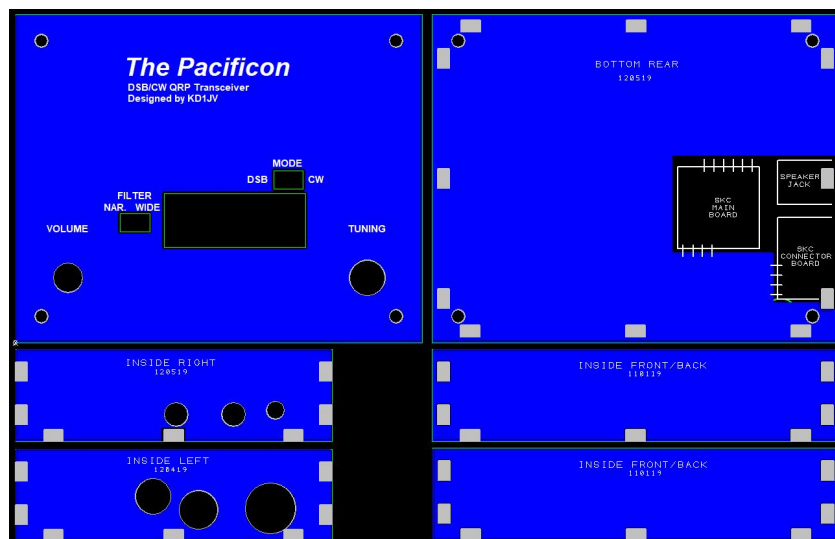 The Pacificon
DSB/CW QRP Transceiver
Designed by KD1JV
MODE
DSB CW
FILTER
NAR. WIDE
VOLUME
TUNING
BOTTOM REAR
120519
SKC
MAIN
BOARD
SPEAKER
JACK
SKC
CONNECTOR
BOARD
INSIDE RIGHT
120519
INSIDE FRONT/BACK
110119
INSIDE LEFT
120419
INSIDE FRONT/BACK
110119